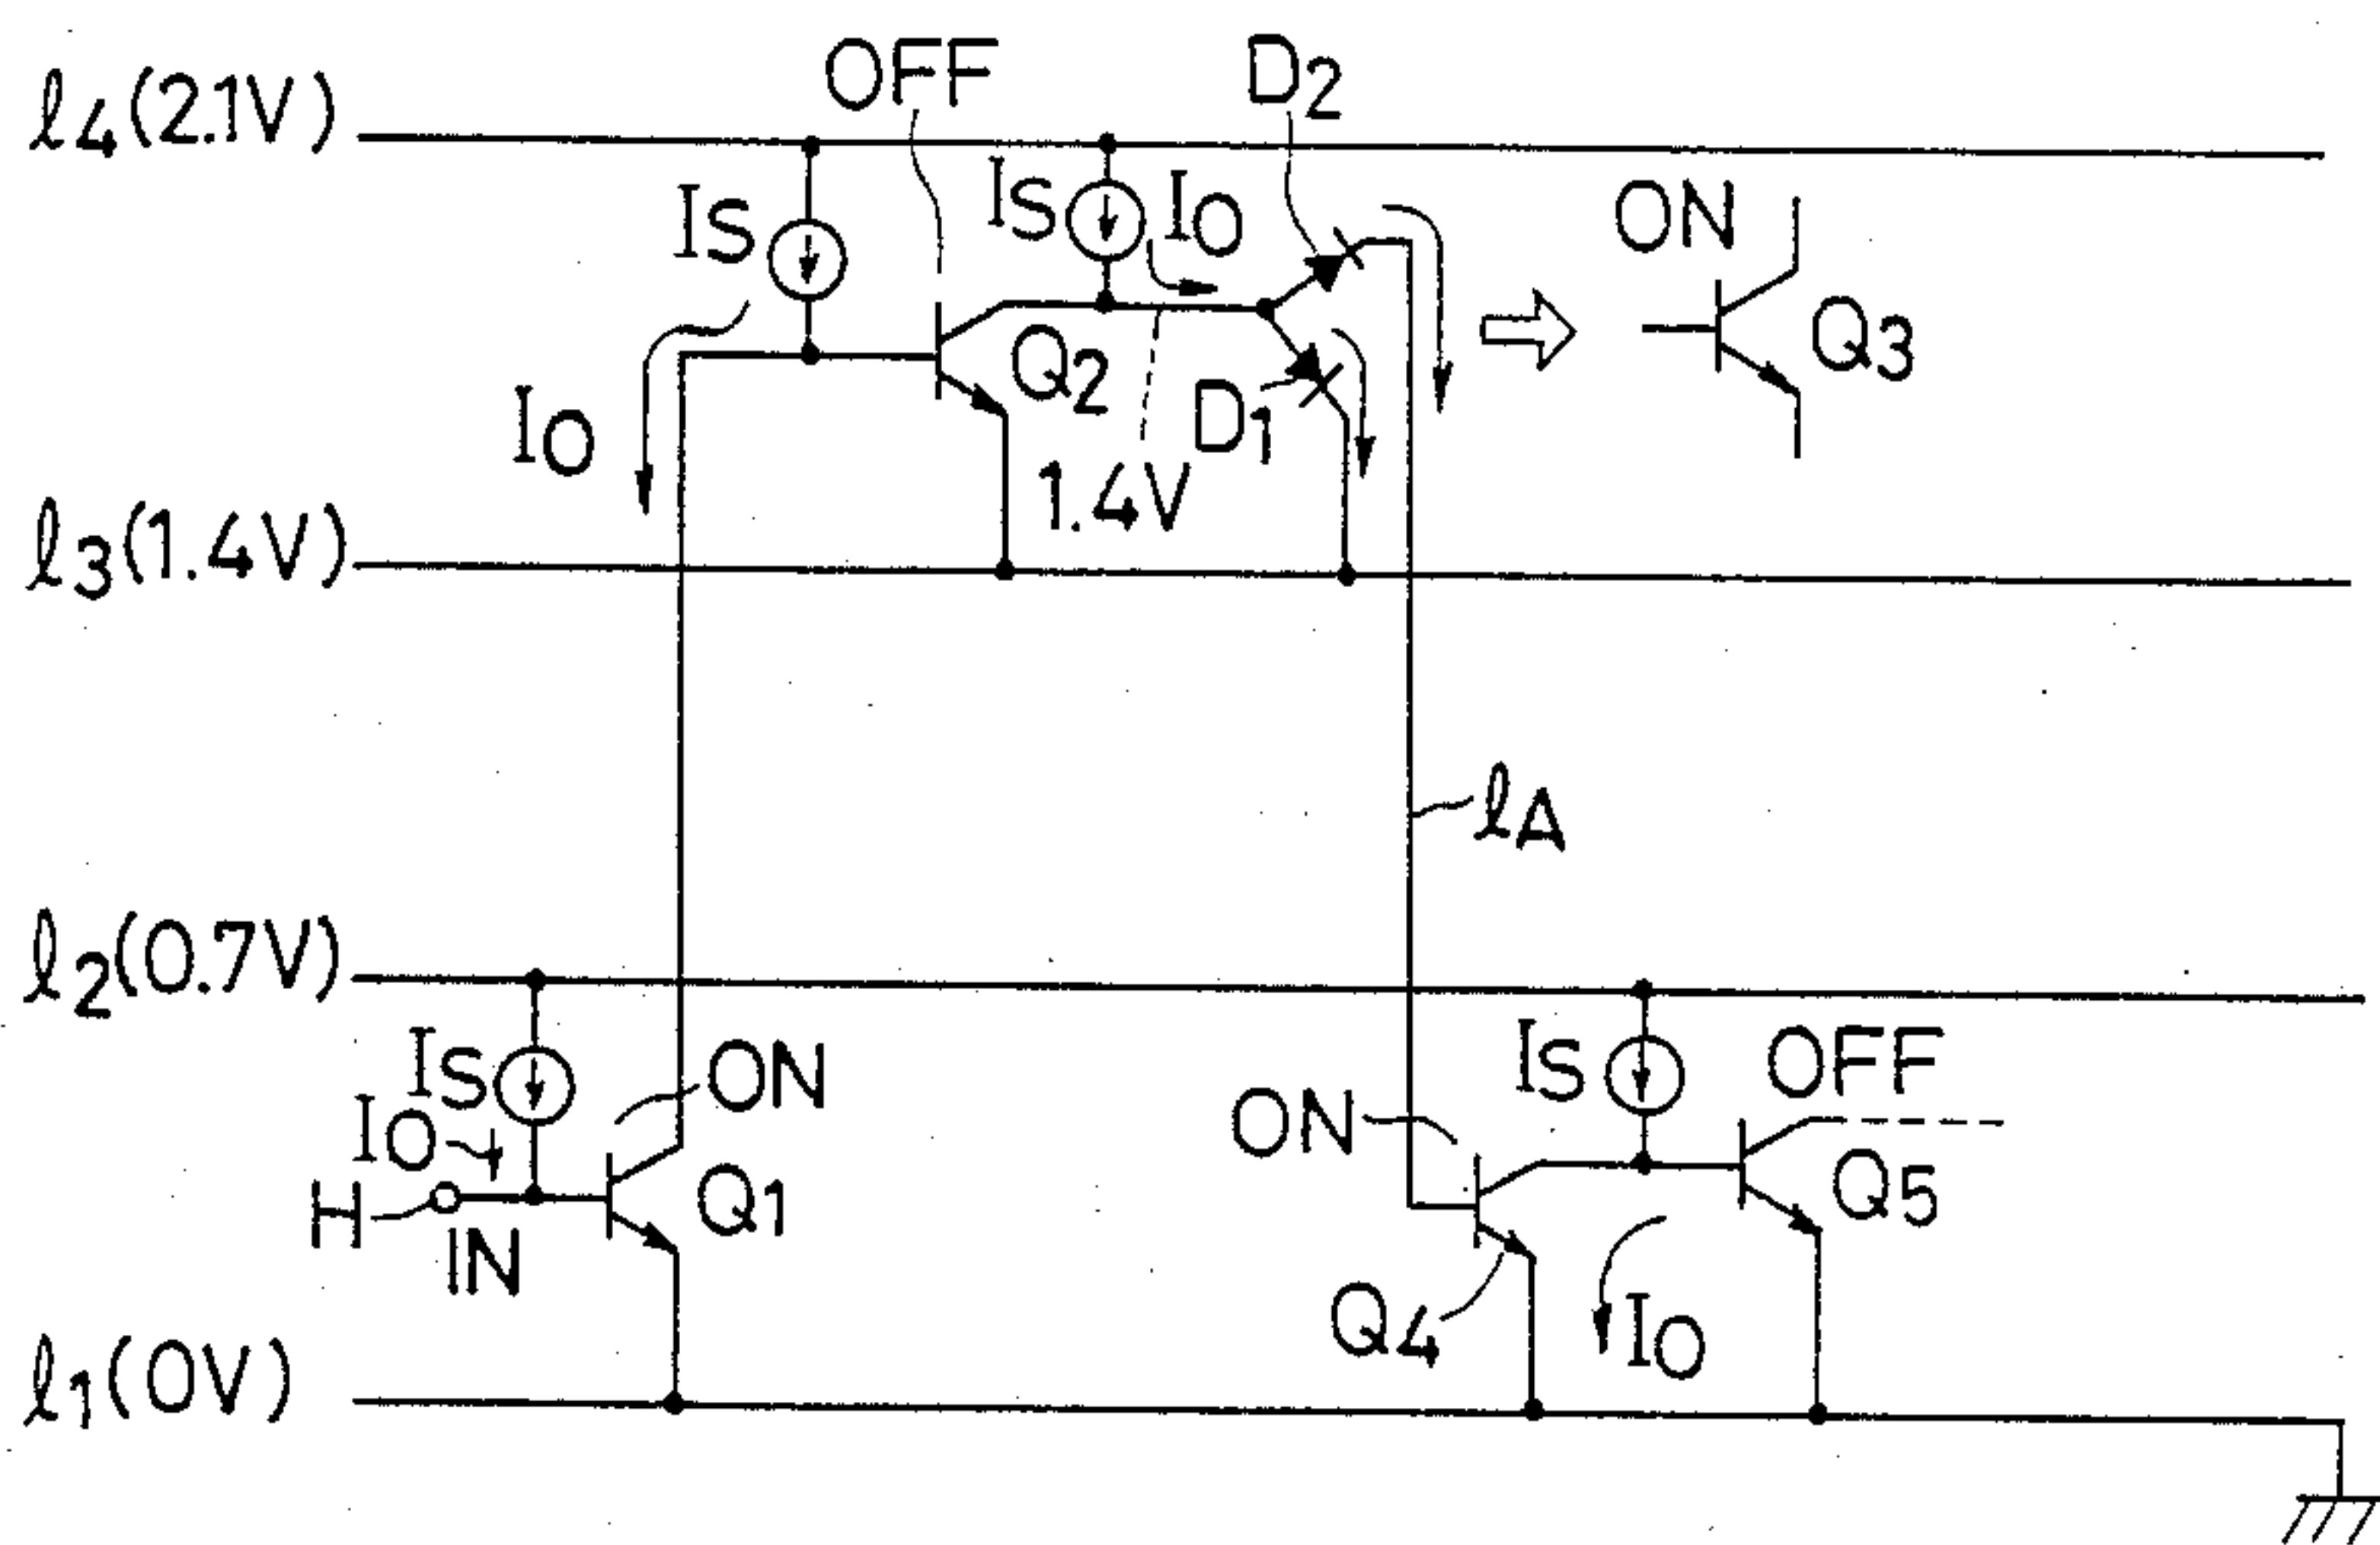 OFF
D2
ℓ4(2.1V)
IS
IS
IO
ON
Q2
Q3
IO
D1
1.4V
ℓ3(1.4V)
ℓA
ℓ2(0.7V)
IS
ON
IS
OFF
IO
ON
H
Q1
Q5
IN
Q4
IO
ℓ1(0V)